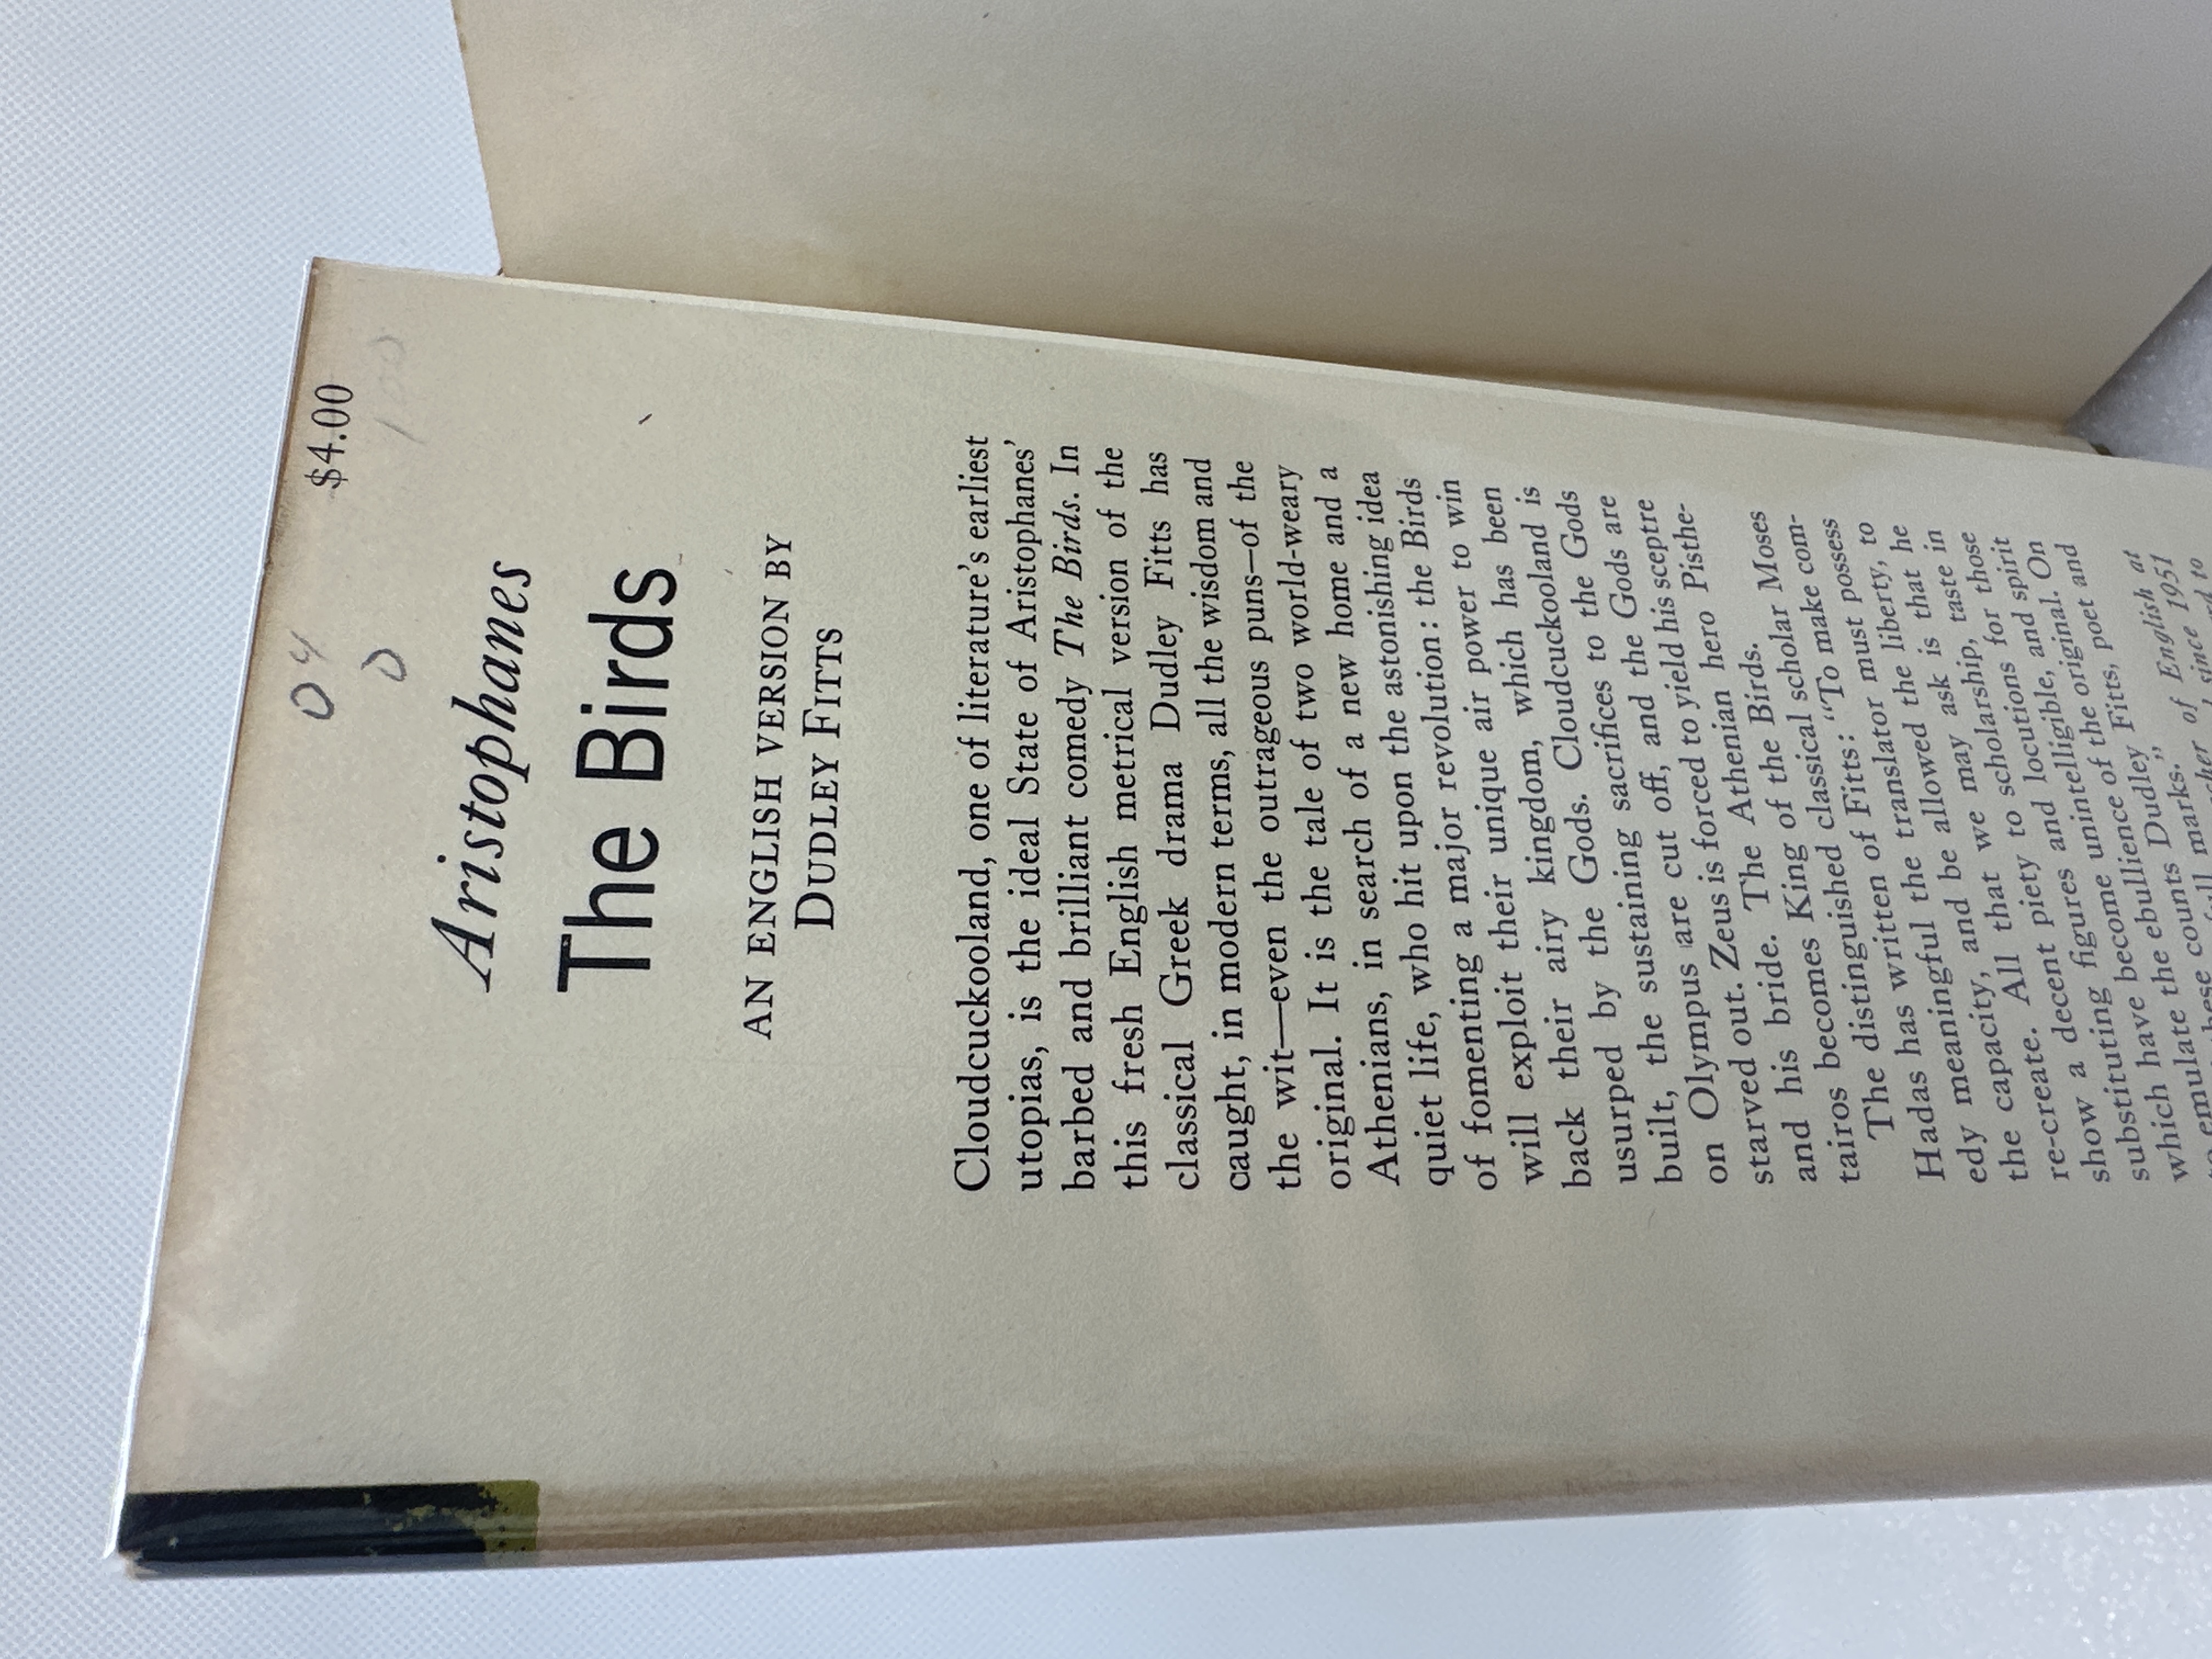 $4.00
Aristophanes
The Birds
AN ENGLISH VERSION BY
DUDLEY FITTS
Cloudcuckooland, one of literature's earliest
utopias, is the ideal State of Aristophanes'
barbed and brilliant comedy The Birds. In
this fresh English metrical version of the
classical Greek drama Dudley Fitts has
caught, in modern terms, all the wisdom and
the wit—even the outrageous puns—of the
original. It is the tale of two world-weary
Athenians, in search of a new home and a
quiet life, who hit upon the astonishing idea
of fomenting a major revolution: the Birds
will exploit their unique air power to win
back their airy kingdom, which has been
usurped by the Gods. Cloudcuckooland is
built, the sustaining sacrifices to the Gods
on Olympus are cut off, and the Gods are
starved out. Zeus is forced to yield his sceptre
and his bride. The Athenian hero Pisthe-
tairos becomes King of the Birds.
The distinguished classical scholar Moses
Hadas has written of Fitts: "To make com-
edy meaningful the translator must possess
the capacity, and be allowed the liberty, to
re-create. All that we may ask is that he
show a decent piety to scholarship, taste in
substituting figures and locutions for those
which have become unintelligible, and spirit
emulate the ebullience of the original. On
these counts Dudley Fitts, poet and
full marks."
of English at
since 1951